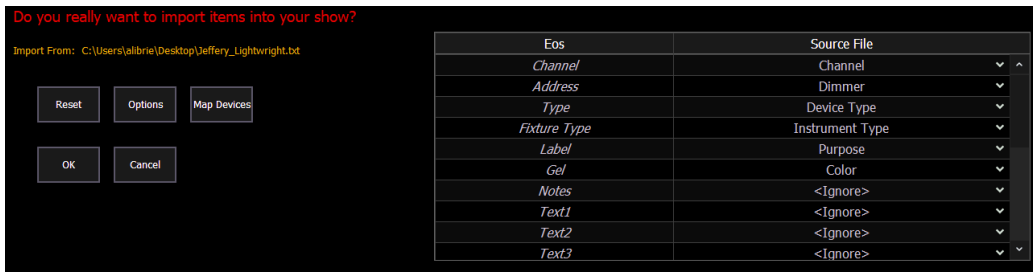 Do you really want to import items into your show?
Import From: C:\Users\alibrie\Desktop\Jeffery_Lightwright.txt
Reset Options Map Devices
OK Cancel
Eos Source File
Channel Channel
Address Dimmer
Type Device Type
Fixture Type Instrument Type
Label Purpose
Gel Color
Notes <Ignore>
Text1 <Ignore>
Text2 <Ignore>
Text3 <Ignore>